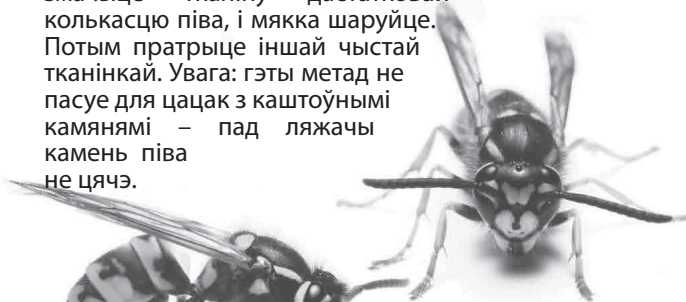 колькасцю піва, і мякка шаруйце.
Потым пратрыце іншай чыстай
тканінкай. Увага: гэты метад не
пасуе для цацак з каштоўнымі
камянямі – пад ляжачы
камень піва
не цячэ.